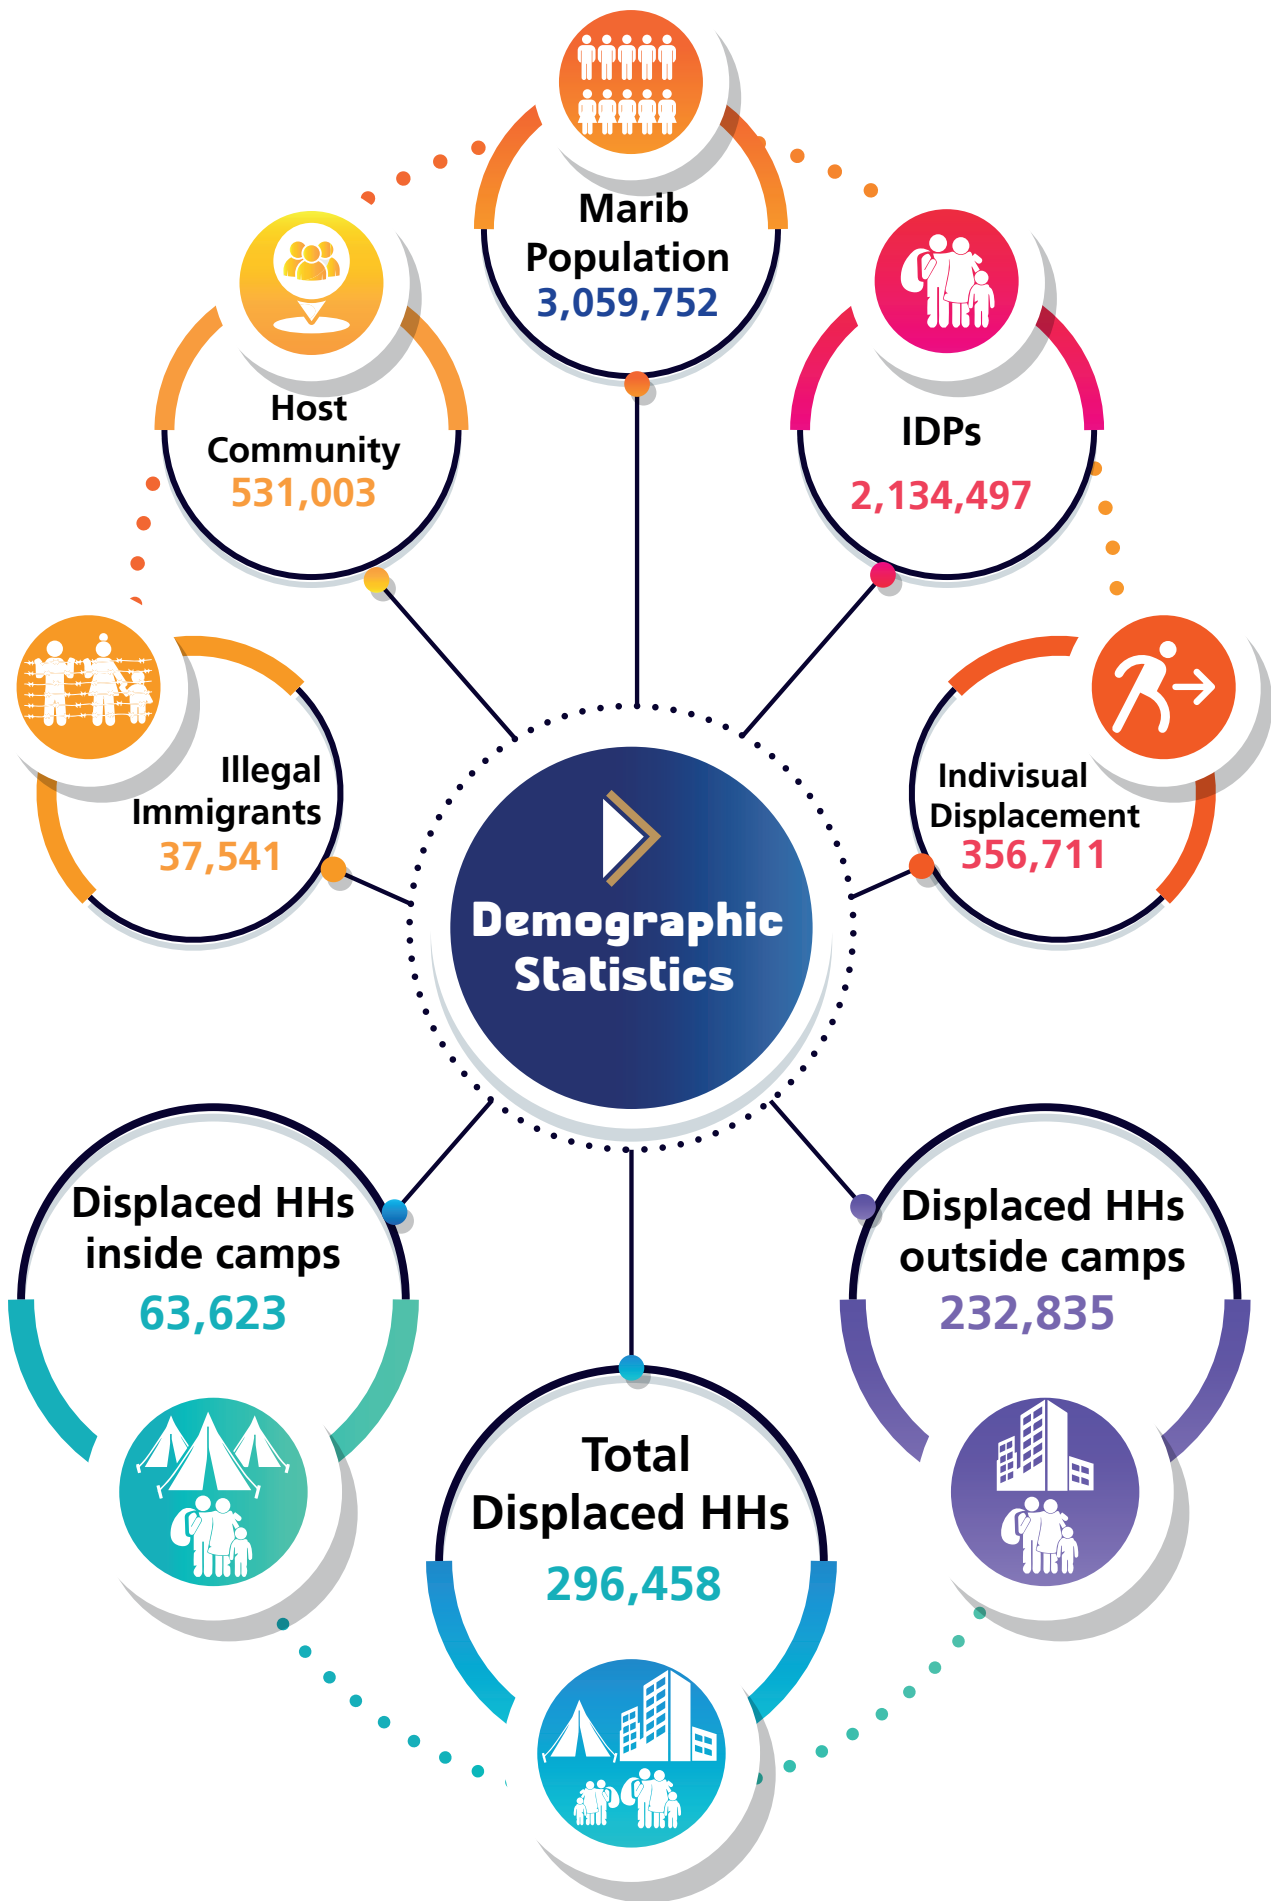 Marib
Population
3,059,752
Host
Community
531,003
IDPs
2,134,497
Illegal
Immigrants
37,541
Indivisual
Displacement
356,711
Demographic
Statistics
Displaced HHs
inside camps
63,623
Displaced HHs
outside camps
232,835
Total
Displaced HHs
296,458